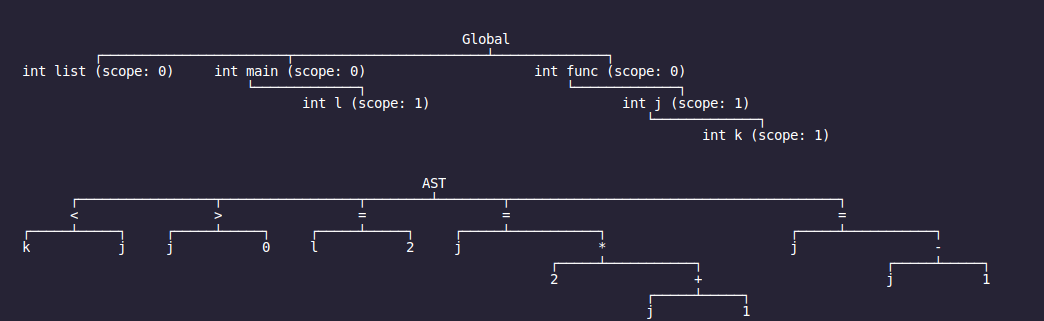 Global
int list (scope: 0) int main (scope: 0) int func (scope: 0)
int l (scope: 1) int j (scope: 1)
int k (scope: 1)
AST
< > = = =
k j j 0 l 2 j * j -
2 + j 1
j 1